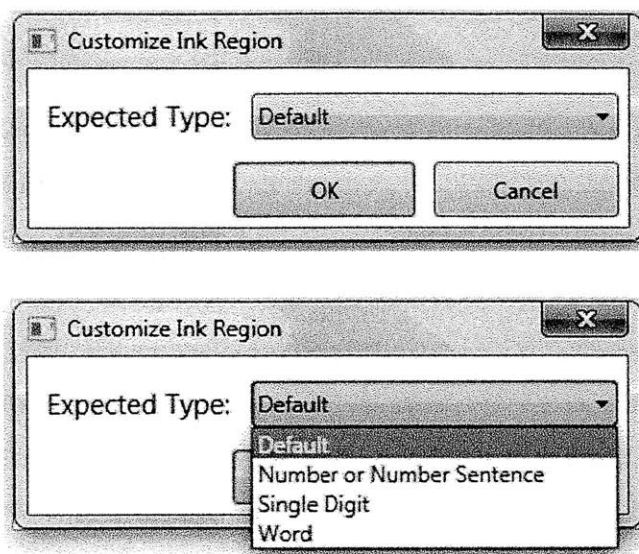 Customize Ink Region
Expected Type: Default
OK Cancel
Customize Ink Region
Expected Type: Default
Default
Number or Number Sentence
Single Digit
Word